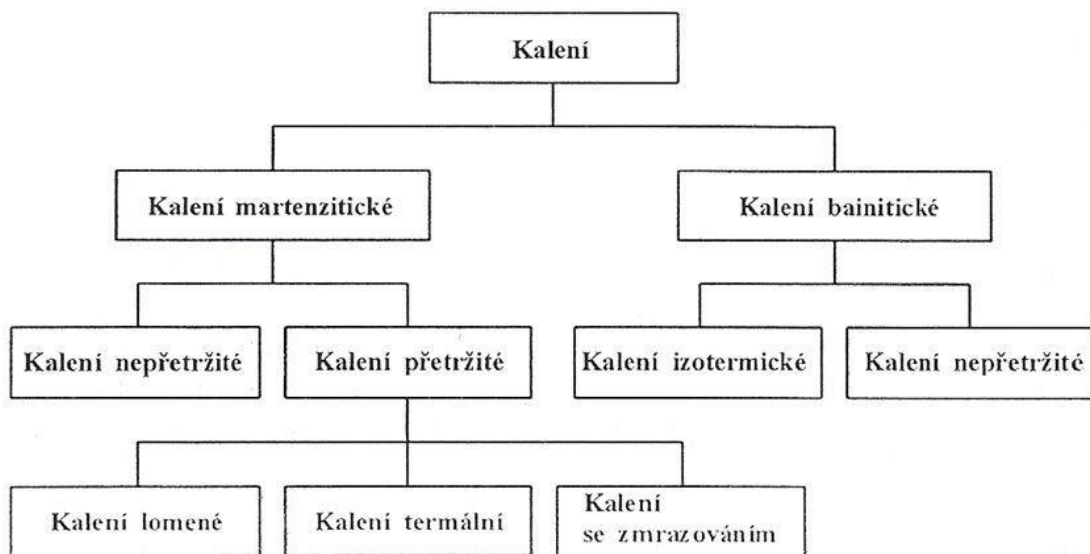 Kalení
Kalení martenzitické
Kalení bainitické
Kalení nepřetržité
Kalení přetržité
Kalení izotermické
Kalení nepřetržité
Kalení lomené
Kalení termální
Kalení
se zmrazováním